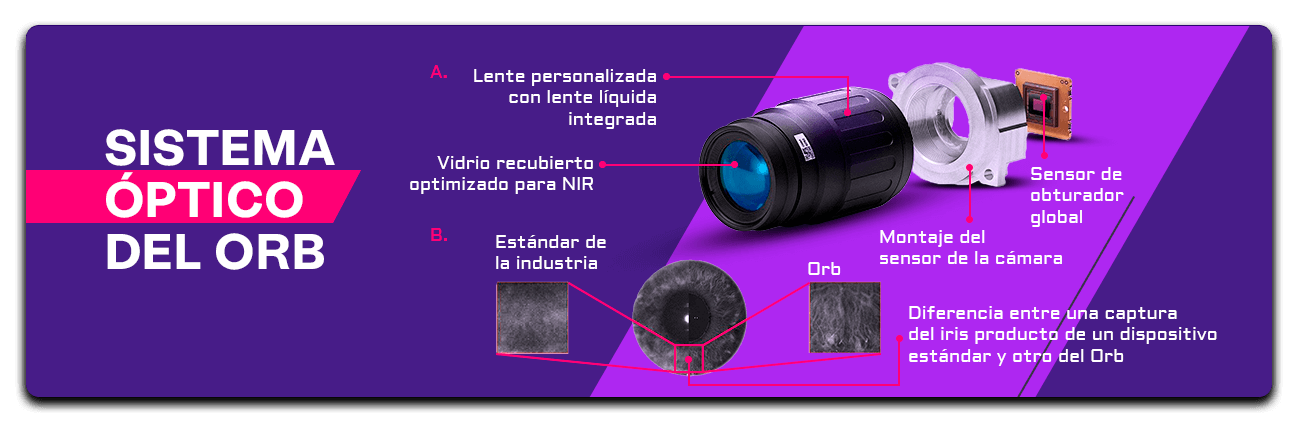 SISTEMA
ÓPTICO
DEL ORB
A.
Lente personalizada
con lente líquida
integrada
Vidrio recubierto
optimizado para NIR
Sensor de
obturador
global
Montaje del
sensor de la cámara
B.
Estándar de
la industria
Orb
Diferencia entre una captura
del iris producto de un dispositivo
estándar y otro del Orb